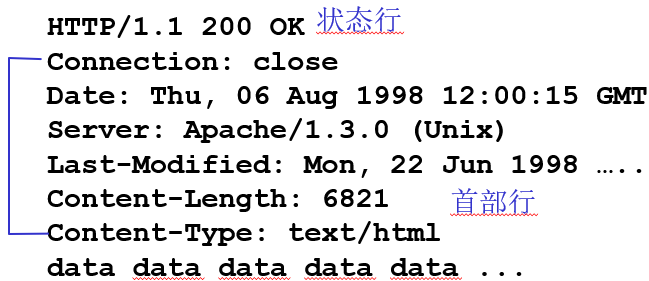 HTTP/1.1 200 OK 状态行
Connection: close
Date: Thu, 06 Aug 1998 12:00:15 GMT
Server: Apache/1.3.0 (Unix)
Last-Modified: Mon, 22 Jun 1998 …..
Content-Length: 6821 首部行
Content-Type: text/html
data data data data data ...